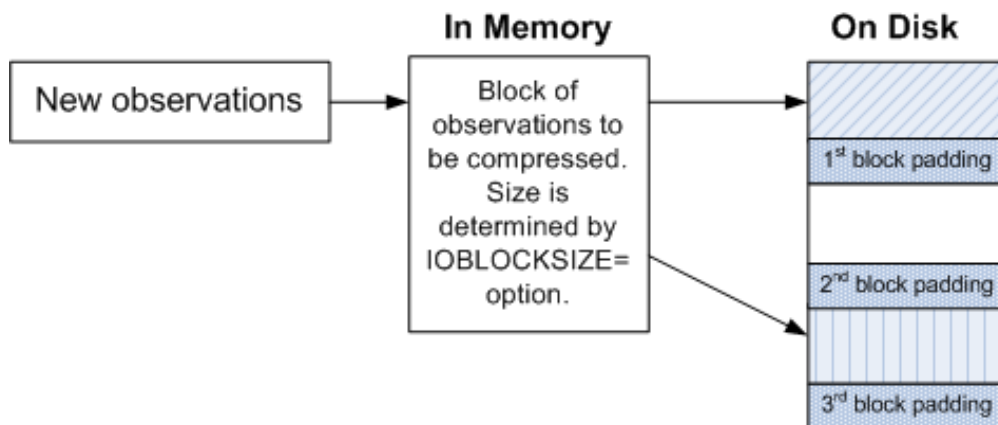 In Memory
On Disk
New observations
Block of
observations to
be compressed.
Size is
determined by
IOBLOCKSIZE=
option.
1st block padding
2nd block padding
3rd block padding